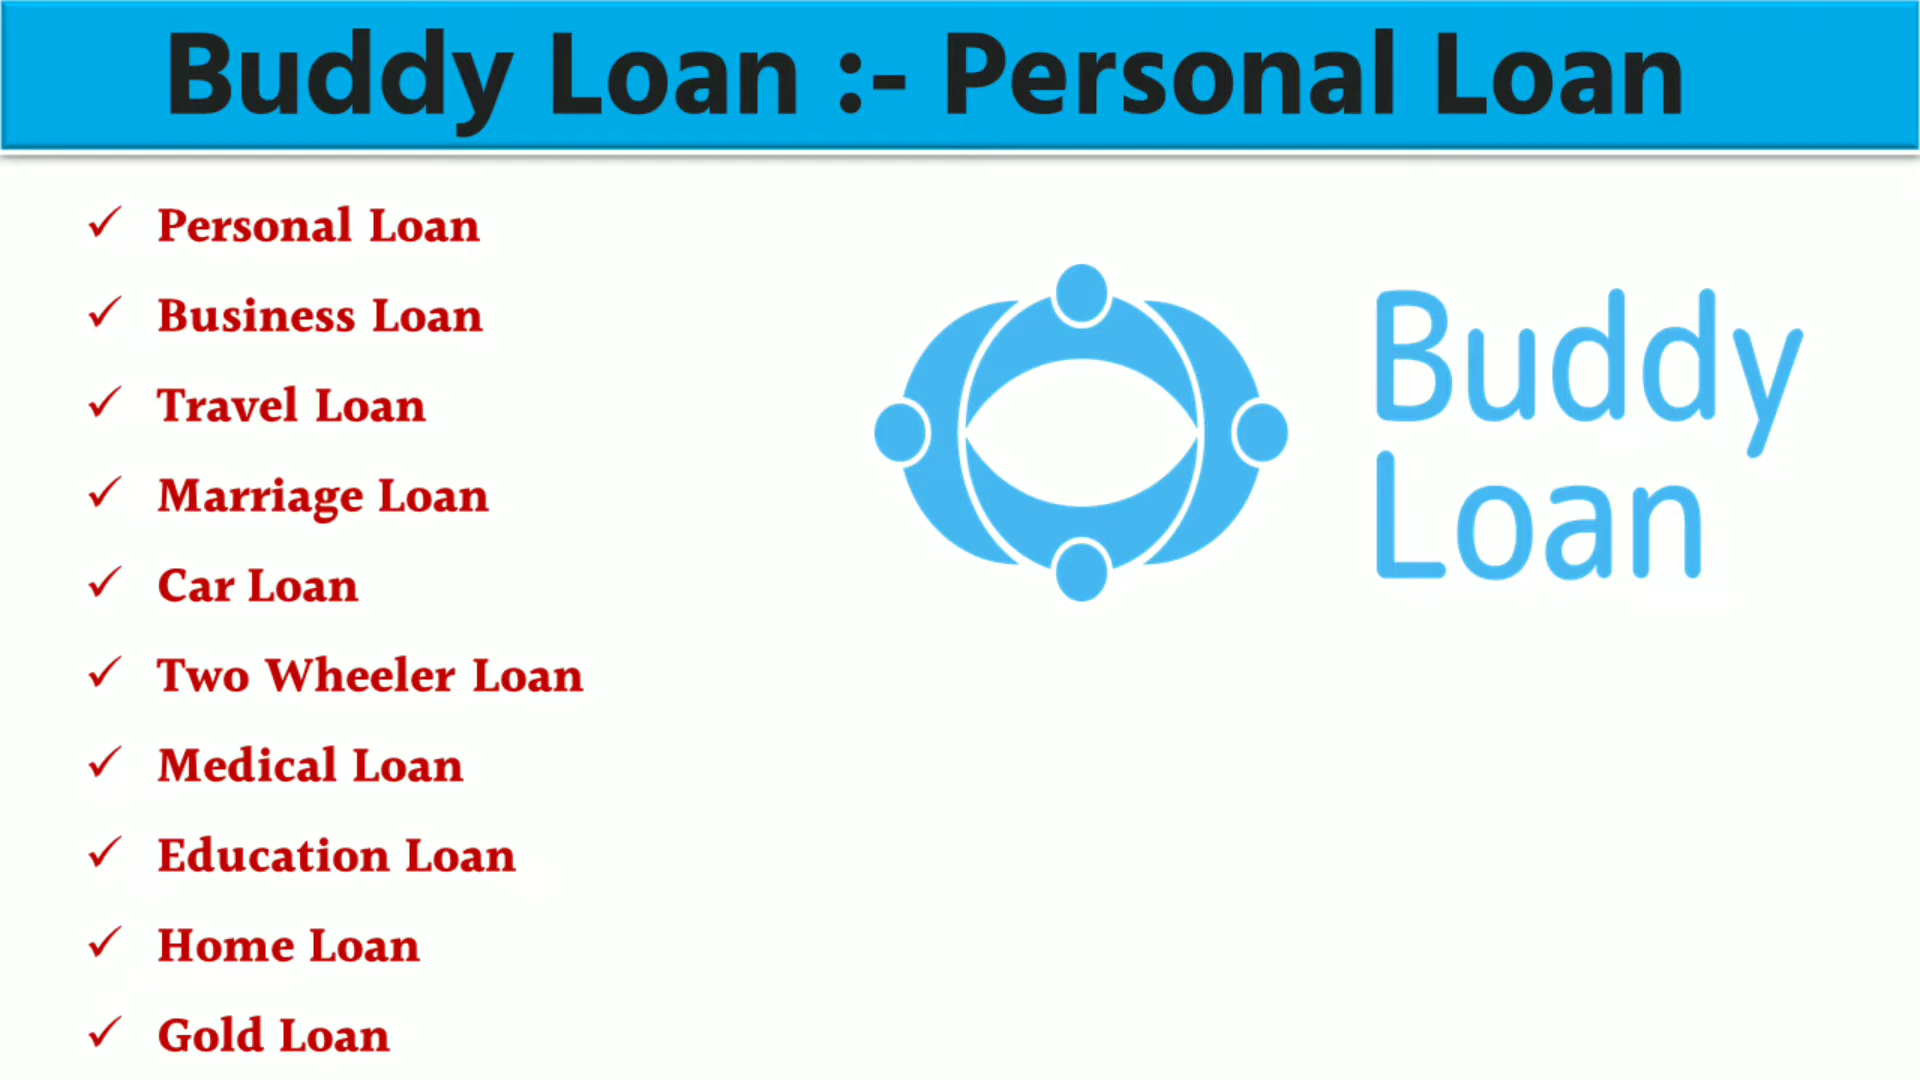 Buddy Loan :- Personal Loan
✓ Personal Loan
✓ Business Loan
✓ Travel Loan
✓ Marriage Loan
✓ Car Loan
✓ Two Wheeler Loan
✓ Medical Loan
✓ Education Loan
✓ Home Loan
✓ Gold Loan
Buddy
Loan